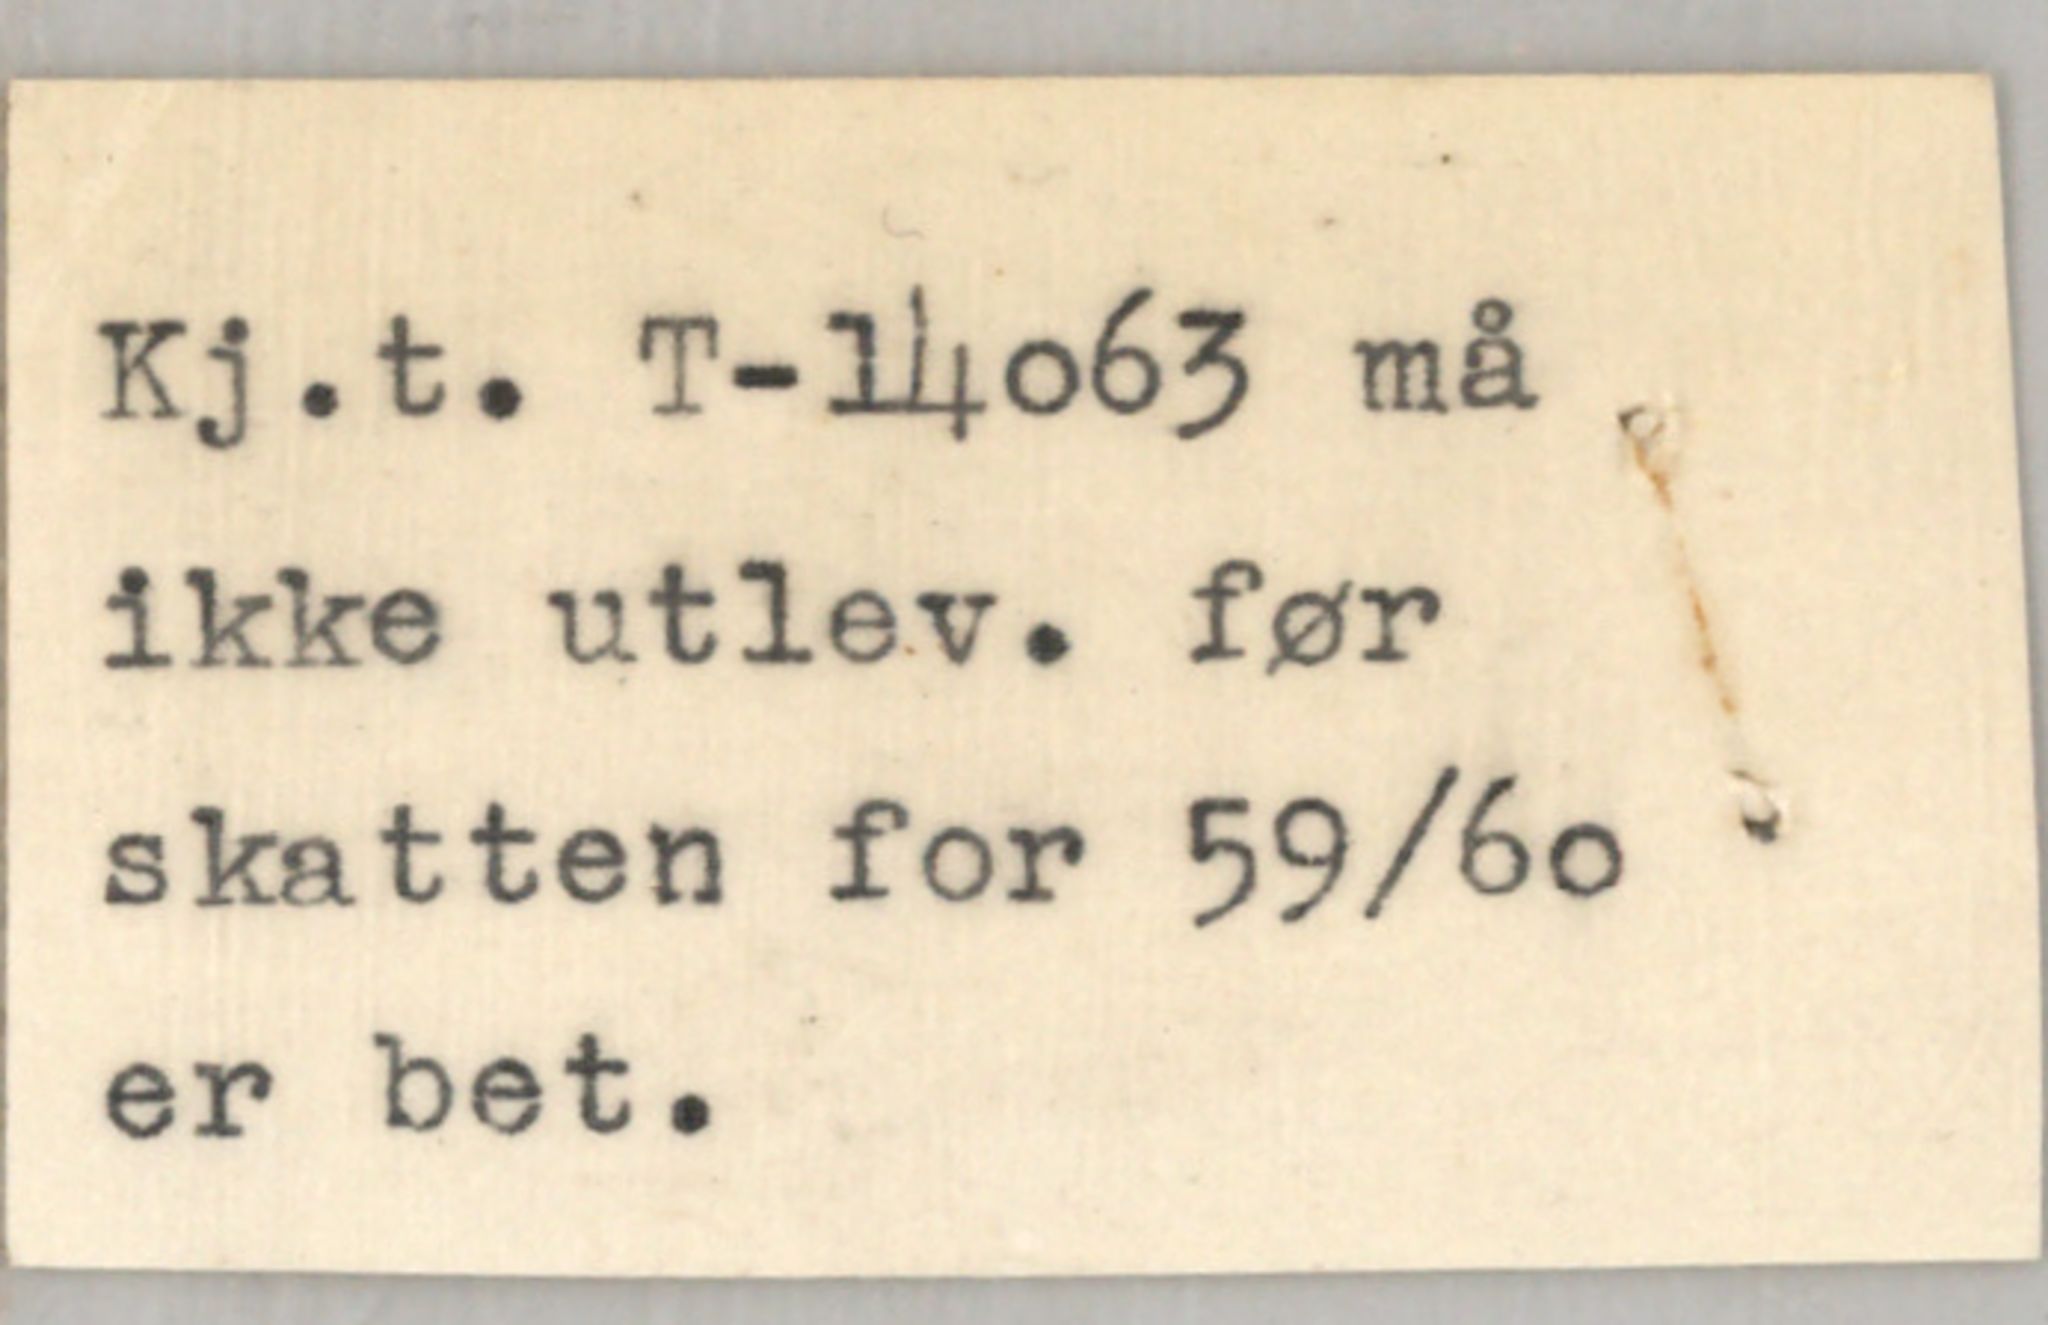 Kj.t. T-14063 må
ikke utlev. før
skatten for 59/60
er bet.